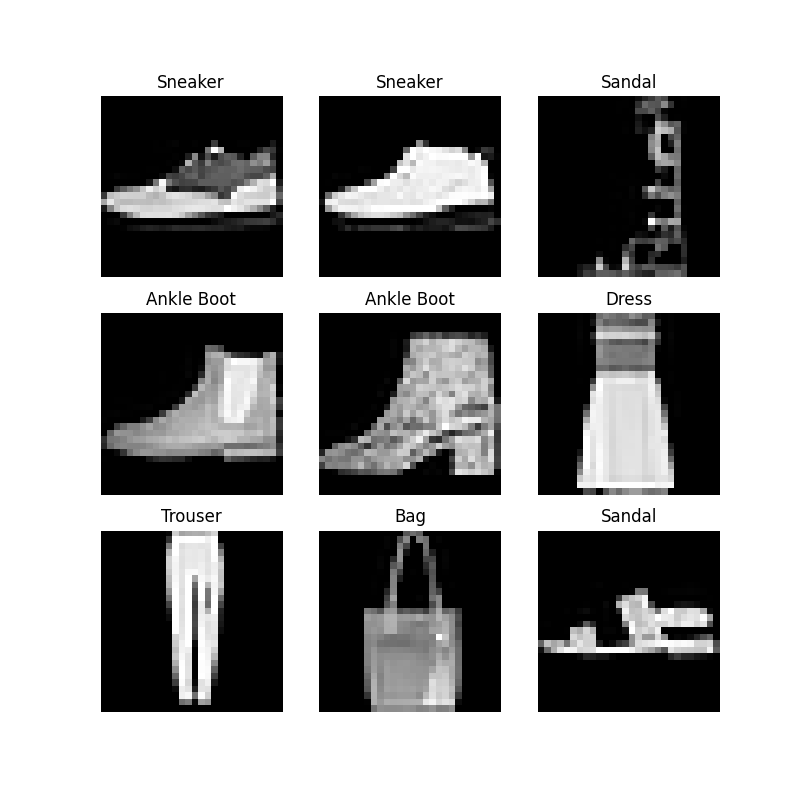 Sneaker
Sneaker
Sandal
Ankle Boot
Ankle Boot
Dress
Trouser
Bag
Sandal